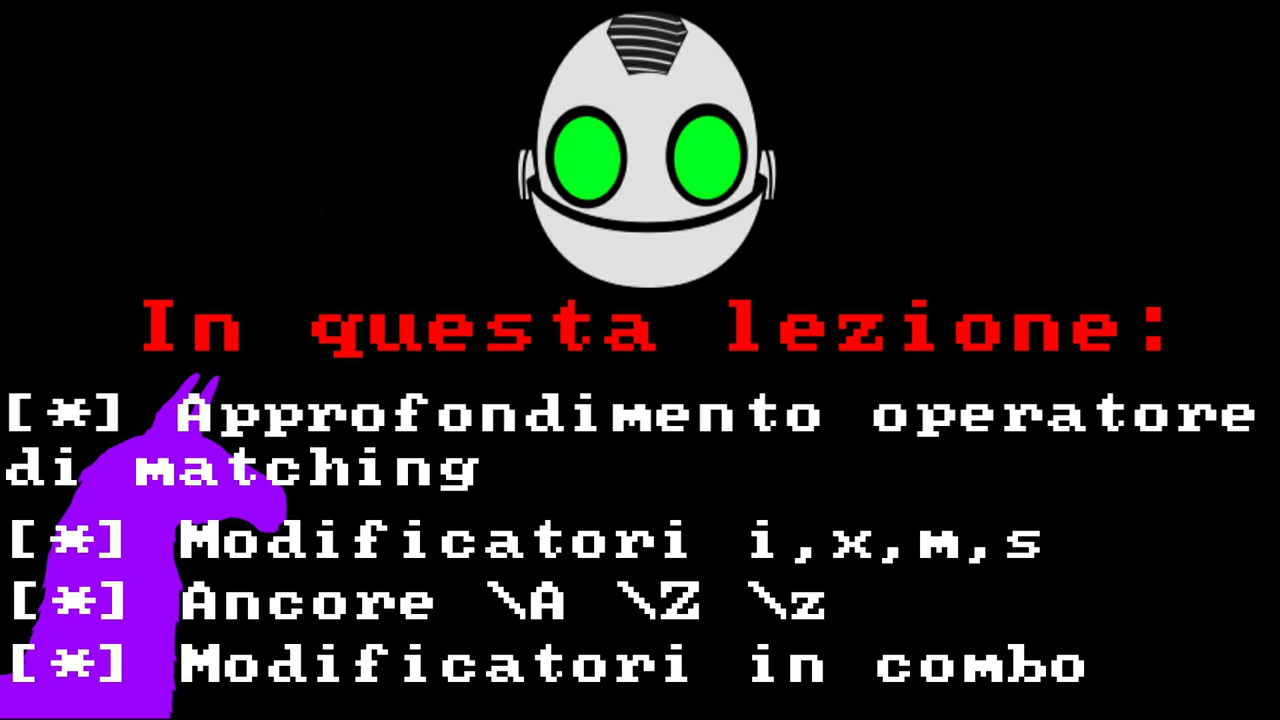 In questa lezione:
[*] Approfondimento operatore
di matching
[*] Modificatori i,x,m,s
[*] Ancore \A \Z \z
[*] Modificatori in combo